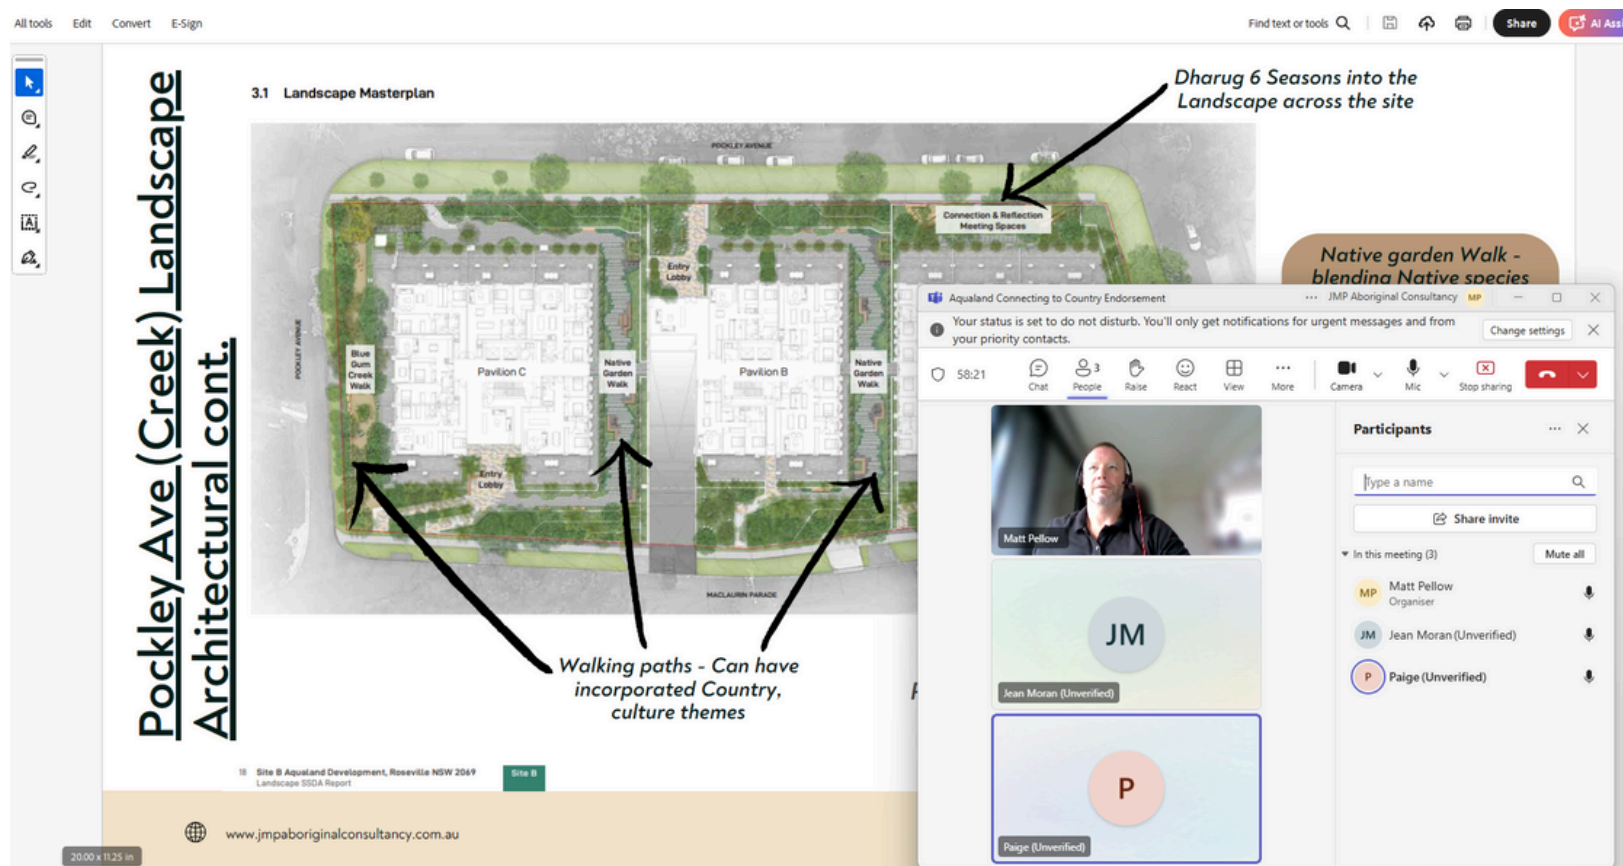 All tools Edit Convert E-Sign
Find text or tools
Share
AI Assi
Pockley Ave (Creek) Landscape
Architectural cont.
3.1 Landscape Masterplan
Dharug 6 Seasons into the
Landscape across the site
POCKLEY AVENUE
Connection & Reflection
Meeting Spaces
Entry
Lobby
POCKLEY AVENUE
Blue
Gum
Creek
Walk
Pavilion C
Native
Garden
Walk
Pavilion B
Native
Garden
Walk
Entry
Lobby
MACLAURIN PARADE
Native garden Walk -
blending Native species
Walking paths - Can have
incorporated Country,
culture themes
18 Site B Aqualand Development, Roseville NSW 2069
Landscape SSDA Report
Site B
www.jmpaboriginalconsultancy.com.au
20.00 x 11.25 in
Aqualand Connecting to Country Endorsement
JMP Aboriginal Consultancy MP
Your status is set to do not disturb. You'll only get notifications for urgent messages and from
your priority contacts.
Change settings
58:21
Chat
3
People
Raise
React
View
More
Camera
Mic
Stop sharing
Matt Pellow
JM
Jean Moran (Unverified)
P
Paige (Unverified)
Participants
Type a name
Share invite
In this meeting (3)
Mute all
MP
Matt Pellow
Organiser
JM
Jean Moran (Unverified)
P
Paige (Unverified)